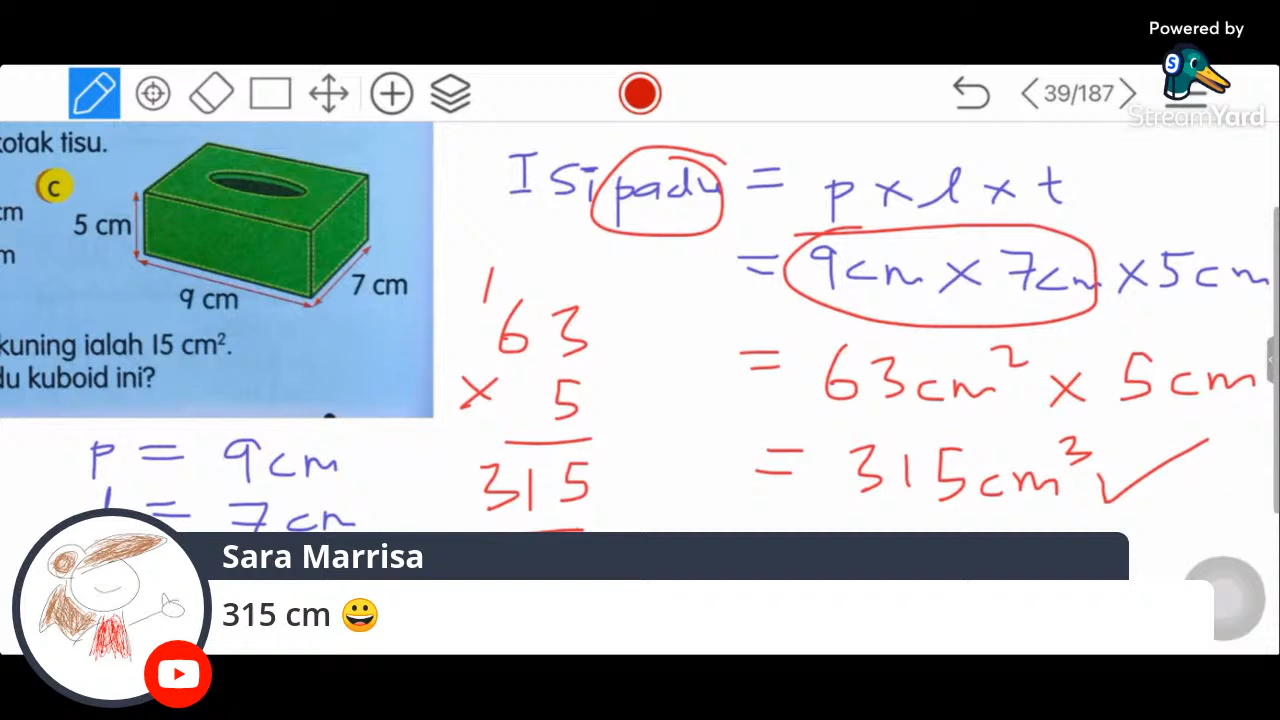 Powered by
S
39/187
StreamYard
otak tisu.
c
cm
m
5 cm
9 cm
7 cm
kuning ialah 15 cm².
du kuboid ini?
Isipadu = p x l x t
= 9cm x 7cm x 5cm
= 63cm² x 5cm
= 315cm³ ✓
1
63
x 5
315
p = 9cm
l = 7cm
Sara Marrisa
315 cm 😀